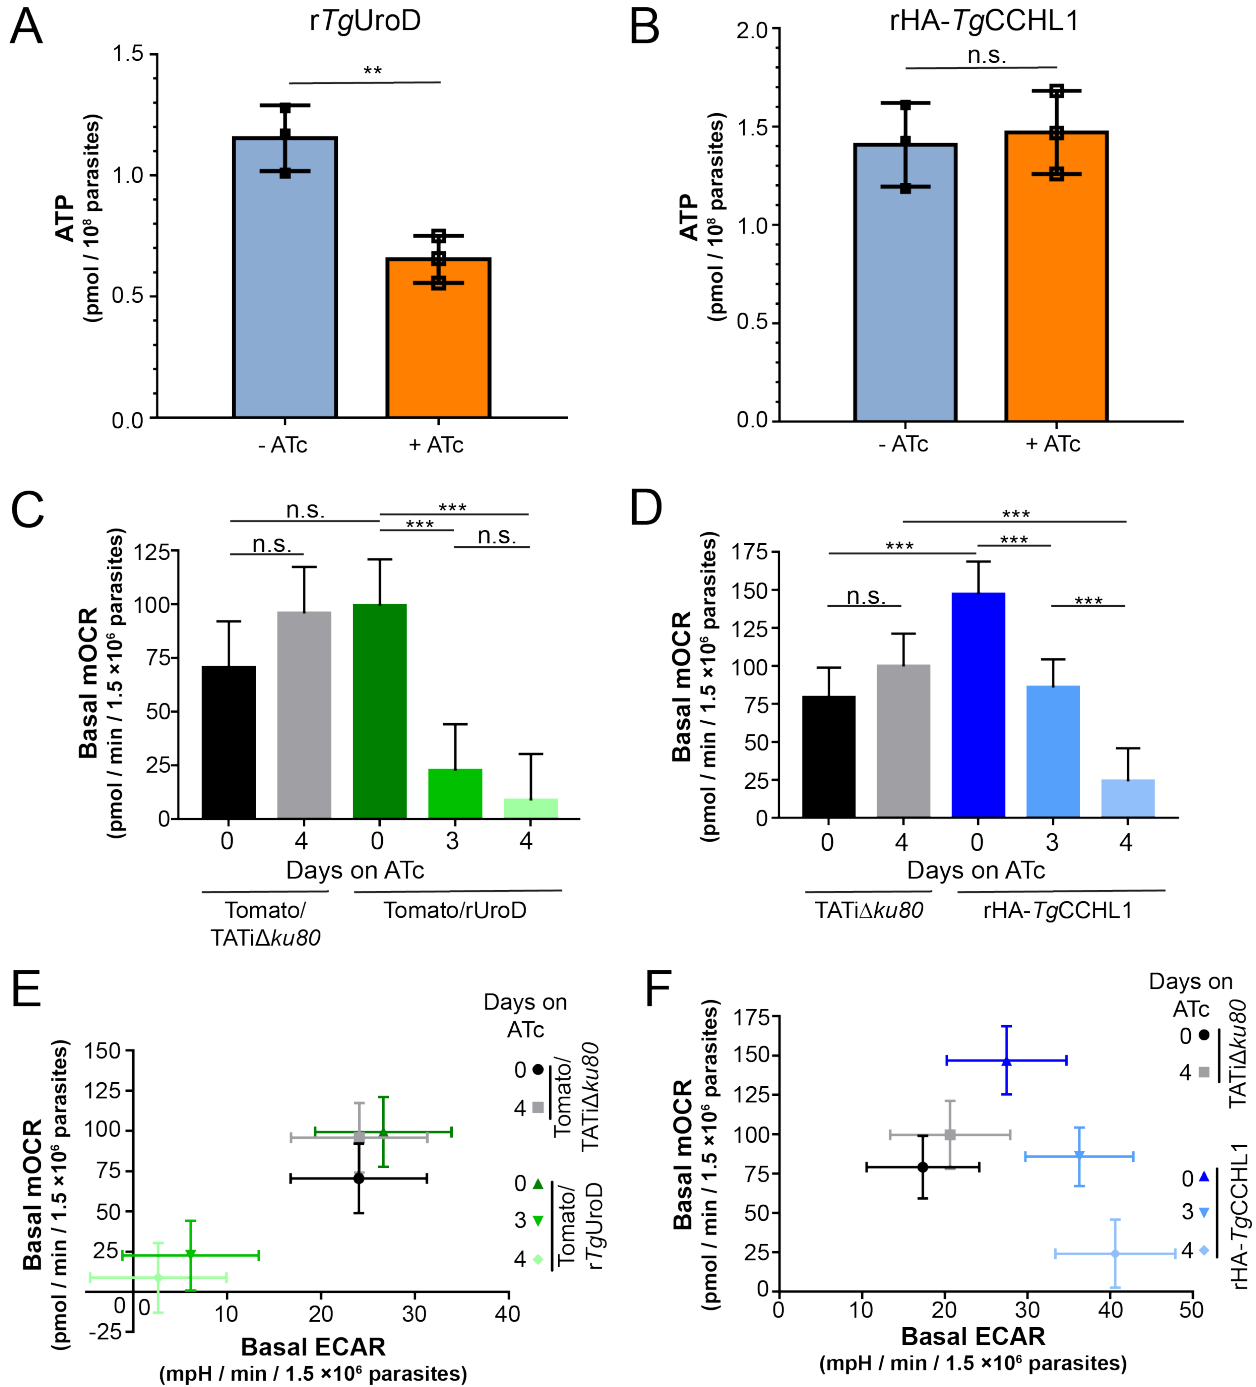 A
rTgUroD
1.5
**
1.0
0.5
0.0
ATP
(pmol / 10⁸ parasites)
- ATc
+ ATc
B
rHA-TgCCHL1
2.0
n.s.
1.5
1.0
0.5
0.0
ATP
(pmol / 10⁸ parasites)
- ATc
+ ATc
C
n.s.
***
n.s.
***
n.s.
125
100
75
50
25
0
Basal mOCR
(pmol / min / 1.5 ×10⁶ parasites)
0 4 0 3 4
Days on ATc
Tomato/
TATiΔku80
Tomato/rUroD
D
***
***
***
n.s.
***
175
150
125
100
75
50
25
0
Basal mOCR
(pmol / min / 1.5 ×10⁶ parasites)
0 4 0 3 4
Days on ATc
TATiΔku80
rHA-TgCCHL1
E
150
125
100
75
50
25
0
-25
Basal mOCR
(pmol / min / 1.5 ×10⁶ parasites)
0 10 20 30 40
Basal ECAR
(mpH / min / 1.5 ×10⁶ parasites)
Days on
ATc
0
4
Tomato/
TATiΔku80
0
3
4
Tomato/
rTgUroD
F
175
150
125
100
75
50
25
0
Basal mOCR
(pmol / min / 1.5 ×10⁶ parasites)
0 10 20 30 40 50
Basal ECAR
(mpH / min / 1.5 ×10⁶ parasites)
Days on
ATc
0
4
TATiΔku80
0
3
4
rHA-TgCCHL1